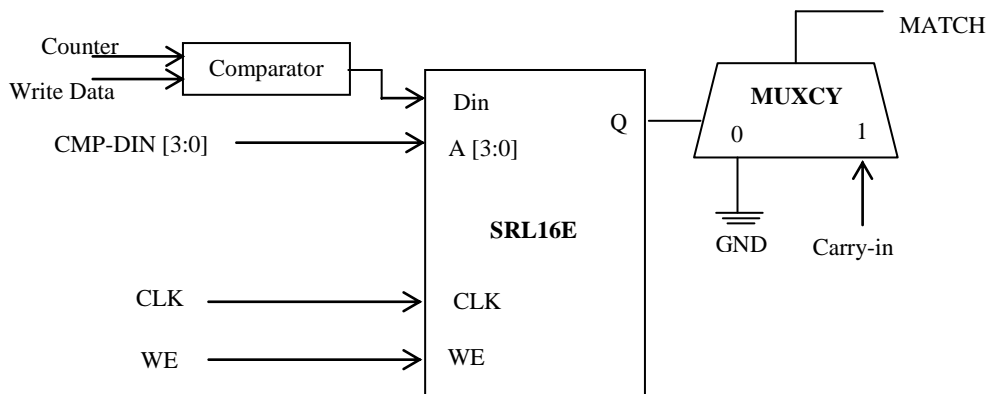 MATCH
Counter
Comparator
Write Data
MUXCY
Din
Q
0 1
CMP-DIN [3:0]
A [3:0]
SRL16E
GND
Carry-in
CLK
CLK
WE
WE